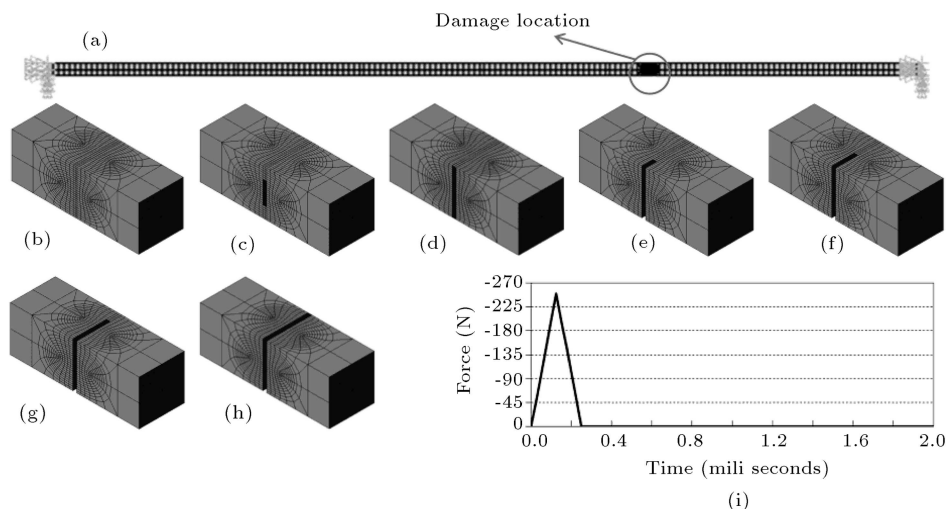 Damage location
(a)
(b)
(c)
(d)
(e)
(f)
(g)
(h)
Force (N)
-270
-225
-180
-135
-90
-45
0
0.0 0.4 0.8 1.2 1.6 2.0
Time (mili seconds)
(i)